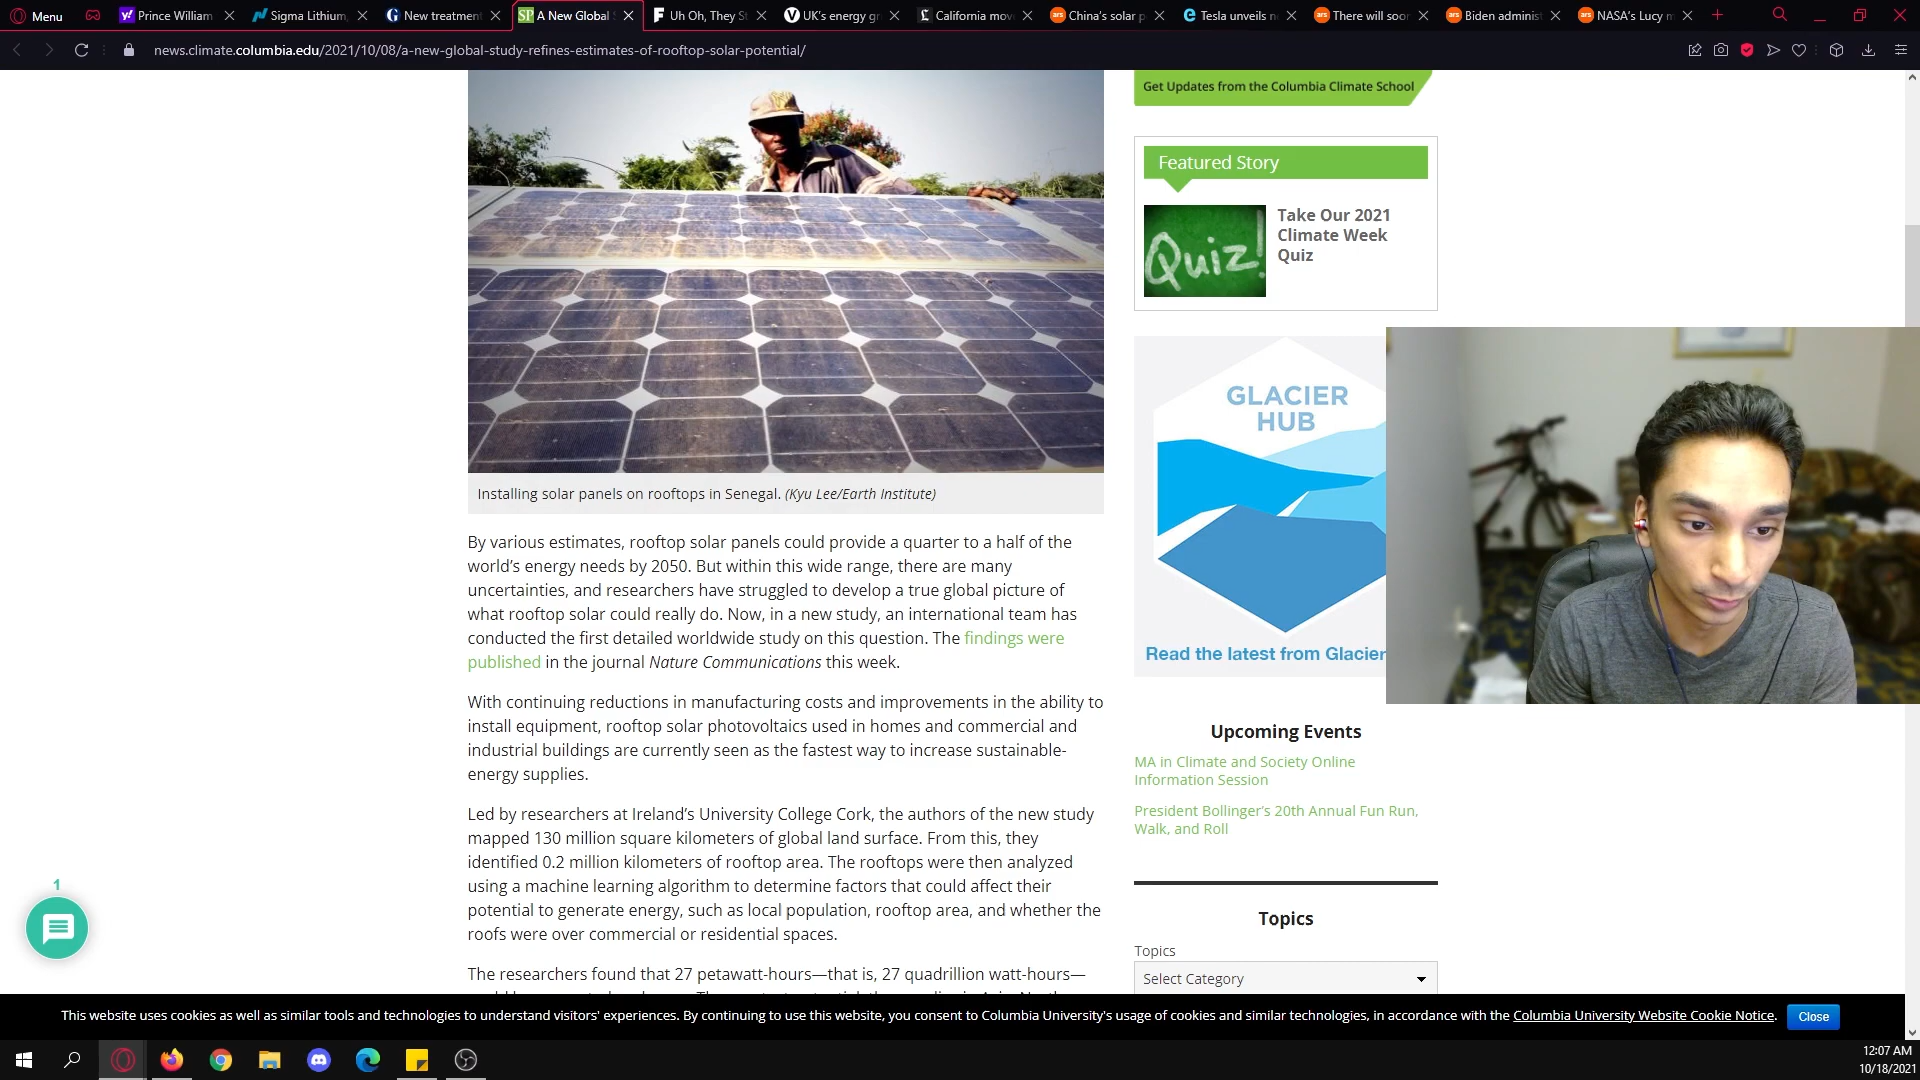 Menu
Prince William
Sigma Lithium,
New treatment
A New Global S
Uh Oh, They St
UK's energy gr
California mov
China's solar p
Tesla unveils n
There will soor
Biden administ
NASA's Lucy m
news.climate.columbia.edu/2021/10/08/a-new-global-study-refines-estimates-of-rooftop-solar-potential/
Installing solar panels on rooftops in Senegal. (Kyu Lee/Earth Institute)
By various estimates, rooftop solar panels could provide a quarter to a half of the
world's energy needs by 2050. But within this wide range, there are many
uncertainties, and researchers have struggled to develop a true global picture of
what rooftop solar could really do. Now, in a new study, an international team has
conducted the first detailed worldwide study on this question. The findings were
published in the journal Nature Communications this week.
With continuing reductions in manufacturing costs and improvements in the ability to
install equipment, rooftop solar photovoltaics used in homes and commercial and
industrial buildings are currently seen as the fastest way to increase sustainable-
energy supplies.
Led by researchers at Ireland's University College Cork, the authors of the new study
mapped 130 million square kilometers of global land surface. From this, they
identified 0.2 million kilometers of rooftop area. The rooftops were then analyzed
using a machine learning algorithm to determine factors that could affect their
potential to generate energy, such as local population, rooftop area, and whether the
roofs were over commercial or residential spaces.
The researchers found that 27 petawatt-hours—that is, 27 quadrillion watt-hours—
Get Updates from the Columbia Climate School
Featured Story
Quiz!
Take Our 2021
Climate Week
Quiz
GLACIER
HUB
Read the latest from Glacier
Upcoming Events
MA in Climate and Society Online
Information Session
President Bollinger's 20th Annual Fun Run,
Walk, and Roll
Topics
Topics
Select Category
1
This website uses cookies as well as similar tools and technologies to understand visitors' experiences. By continuing to use this website, you consent to Columbia University's usage of cookies and similar technologies, in accordance with the Columbia University Website Cookie Notice.
Close
12:07 AM
10/18/2021